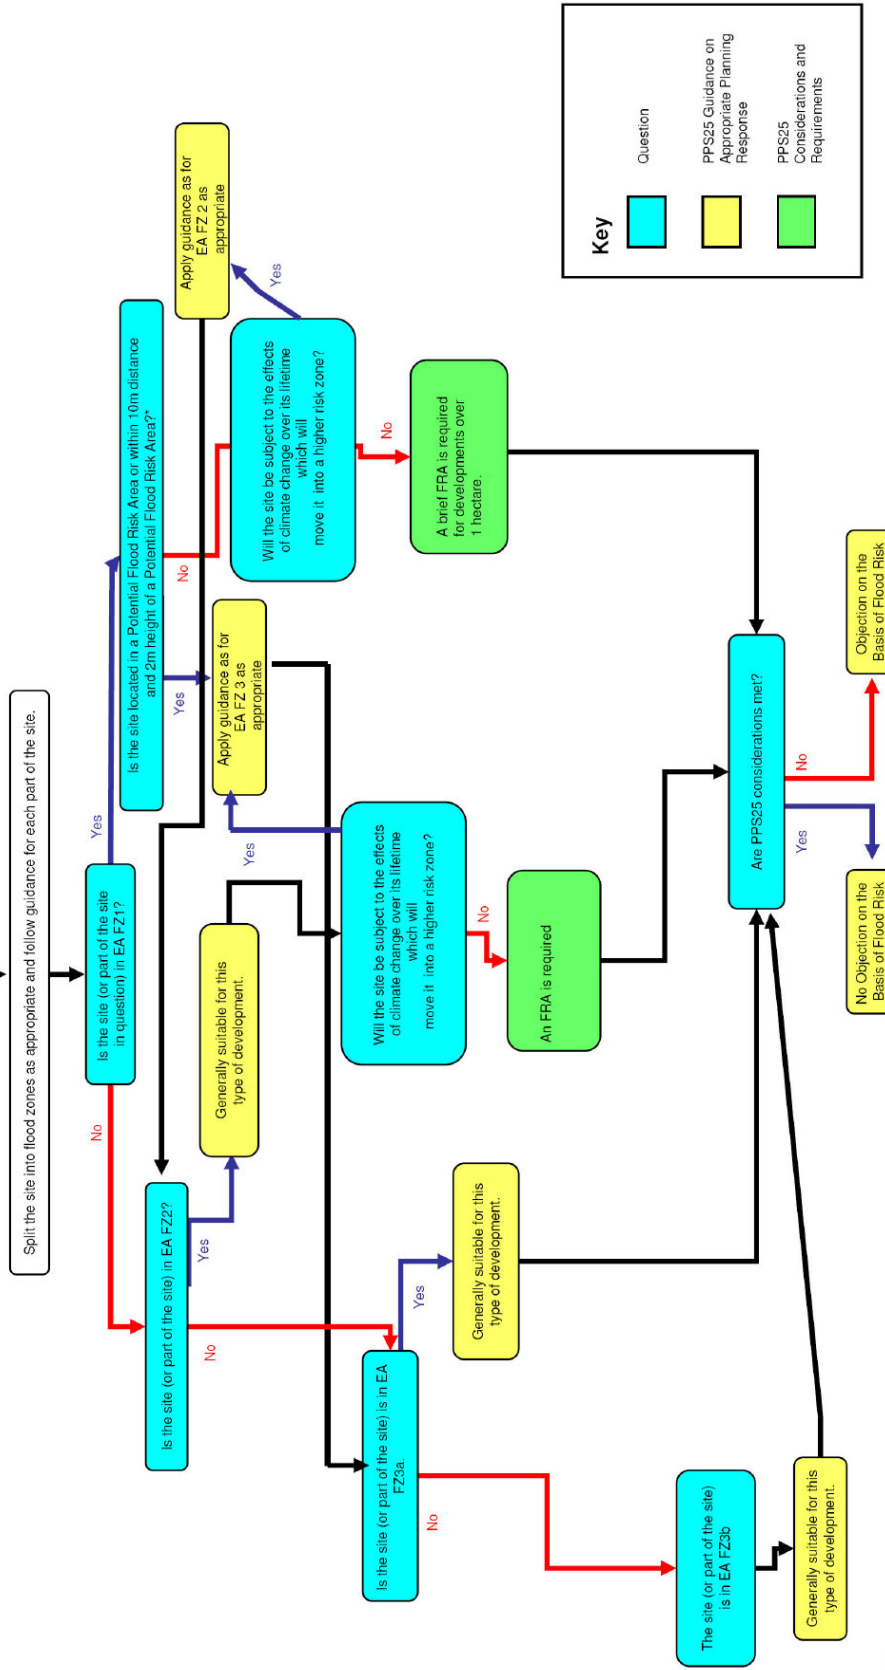 Split the site into flood zones as appropriate and follow guidance for each part of the site.
Is the site (or part of the site
in question) in EA FZ1?
Yes
No
Is the site located in a Potential Flood Risk Area or within 10m distance
and 2m height of a Potential Flood Risk Area?*
Yes
No
Apply guidance as for
EA FZ 2 as
appropriate
Is the site (or part of the site) in EA FZ2?
Yes
No
Generally suitable for this
type of development.
Apply guidance as for
EA FZ 3 as
appropriate
Will the site be subject to the effects
of climate change over its lifetime
which will
move it into a higher risk zone?
Yes
No
Will the site be subject to the effects
of climate change over its lifetime
which will
move it into a higher risk zone?
Yes
No
A brief FRA is required
for developments over
1 hectare.
An FRA is required
Is the site (or part of the site) is in EA
FZ3a.
Yes
No
Generally suitable for this
type of development.
The site (or part of the site)
is in EA FZ3b
Generally suitable for this
type of development.
Are PPS25 considerations met?
Yes
No
No Objection on the
Basis of Flood Risk
Objection on the
Basis of Flood Risk
Key
Question
PPS25 Guidance on
Appropriate Planning
Response
PPS25
Considerations and
Requirements